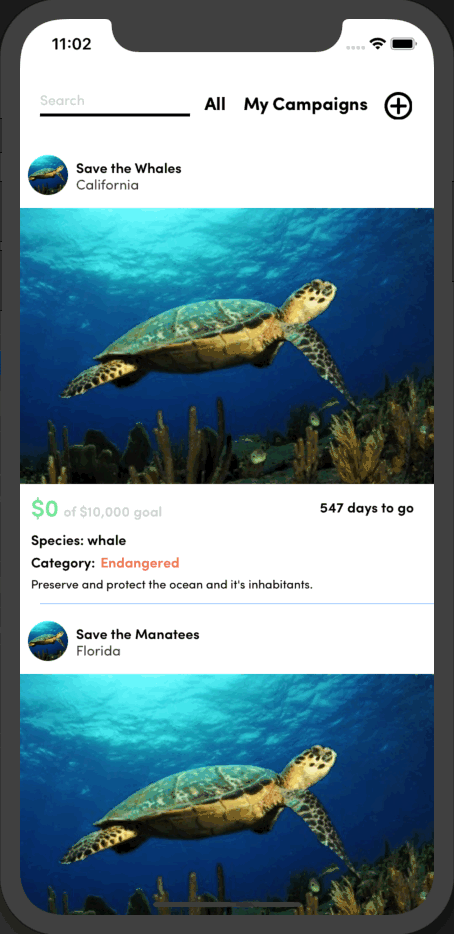 11:02
Search All My Campaigns
Save the Whales
California
$0 of $10,000 goal 547 days to go
Species: whale
Category: Endangered
Preserve and protect the ocean and it's inhabitants.
Save the Manatees
Florida